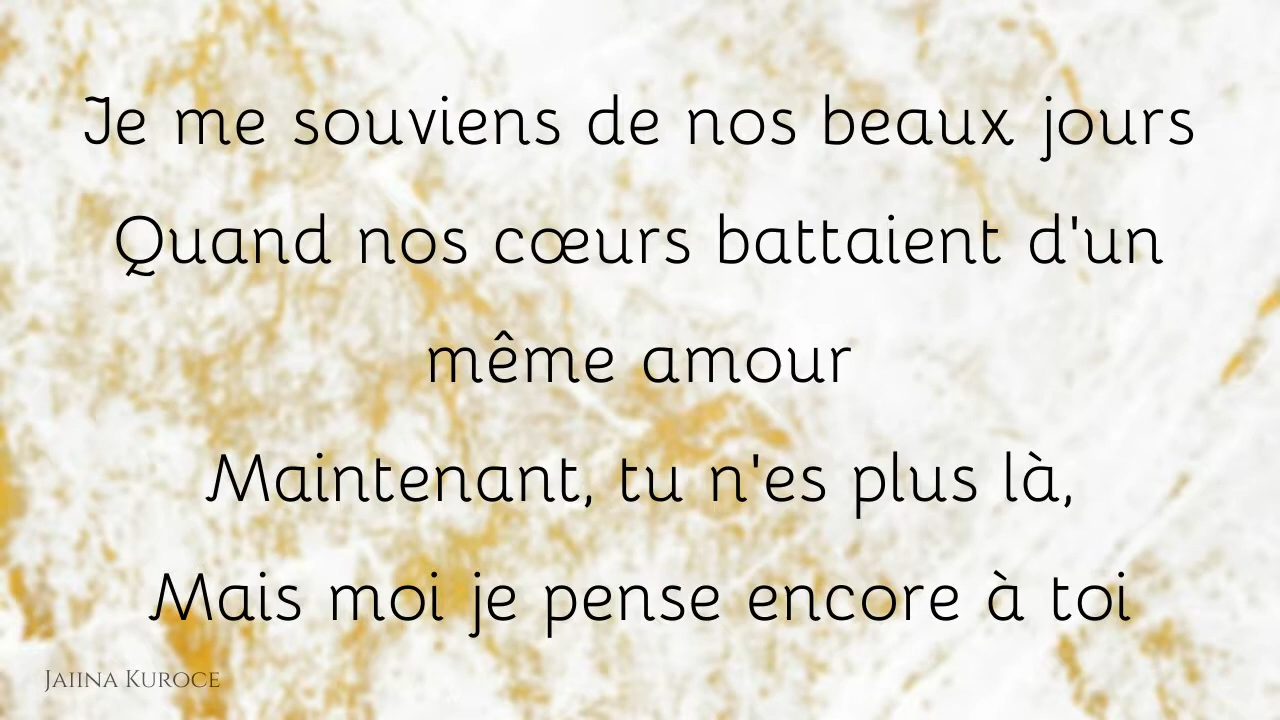 Je me souviens de nos beaux jours
Quand nos cœurs battaient d'un
même amour
Maintenant, tu n'es plus là,
Mais moi je pense encore à toi
Jaiina Kuroce